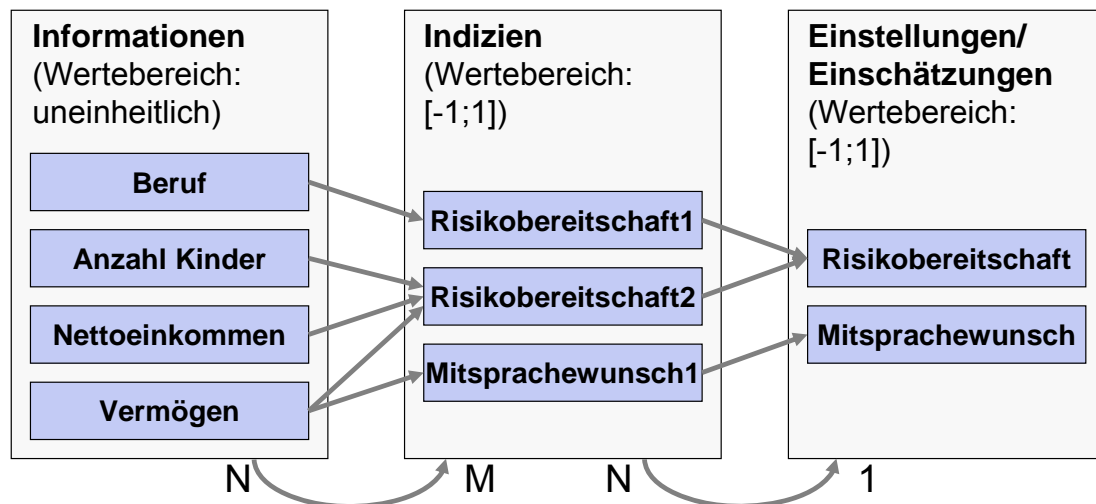 Informationen
(Wertebereich:
uneinheitlich)
Beruf
Anzahl Kinder
Nettoeinkommen
Vermögen
Indizien
(Wertebereich:
[-1;1])
Risikobereitschaft1
Risikobereitschaft2
Mitsprachewunsch1
Einstellungen/
Einschätzungen
(Wertebereich:
[-1;1])
Risikobereitschaft
Mitsprachewunsch
N
M
N
1